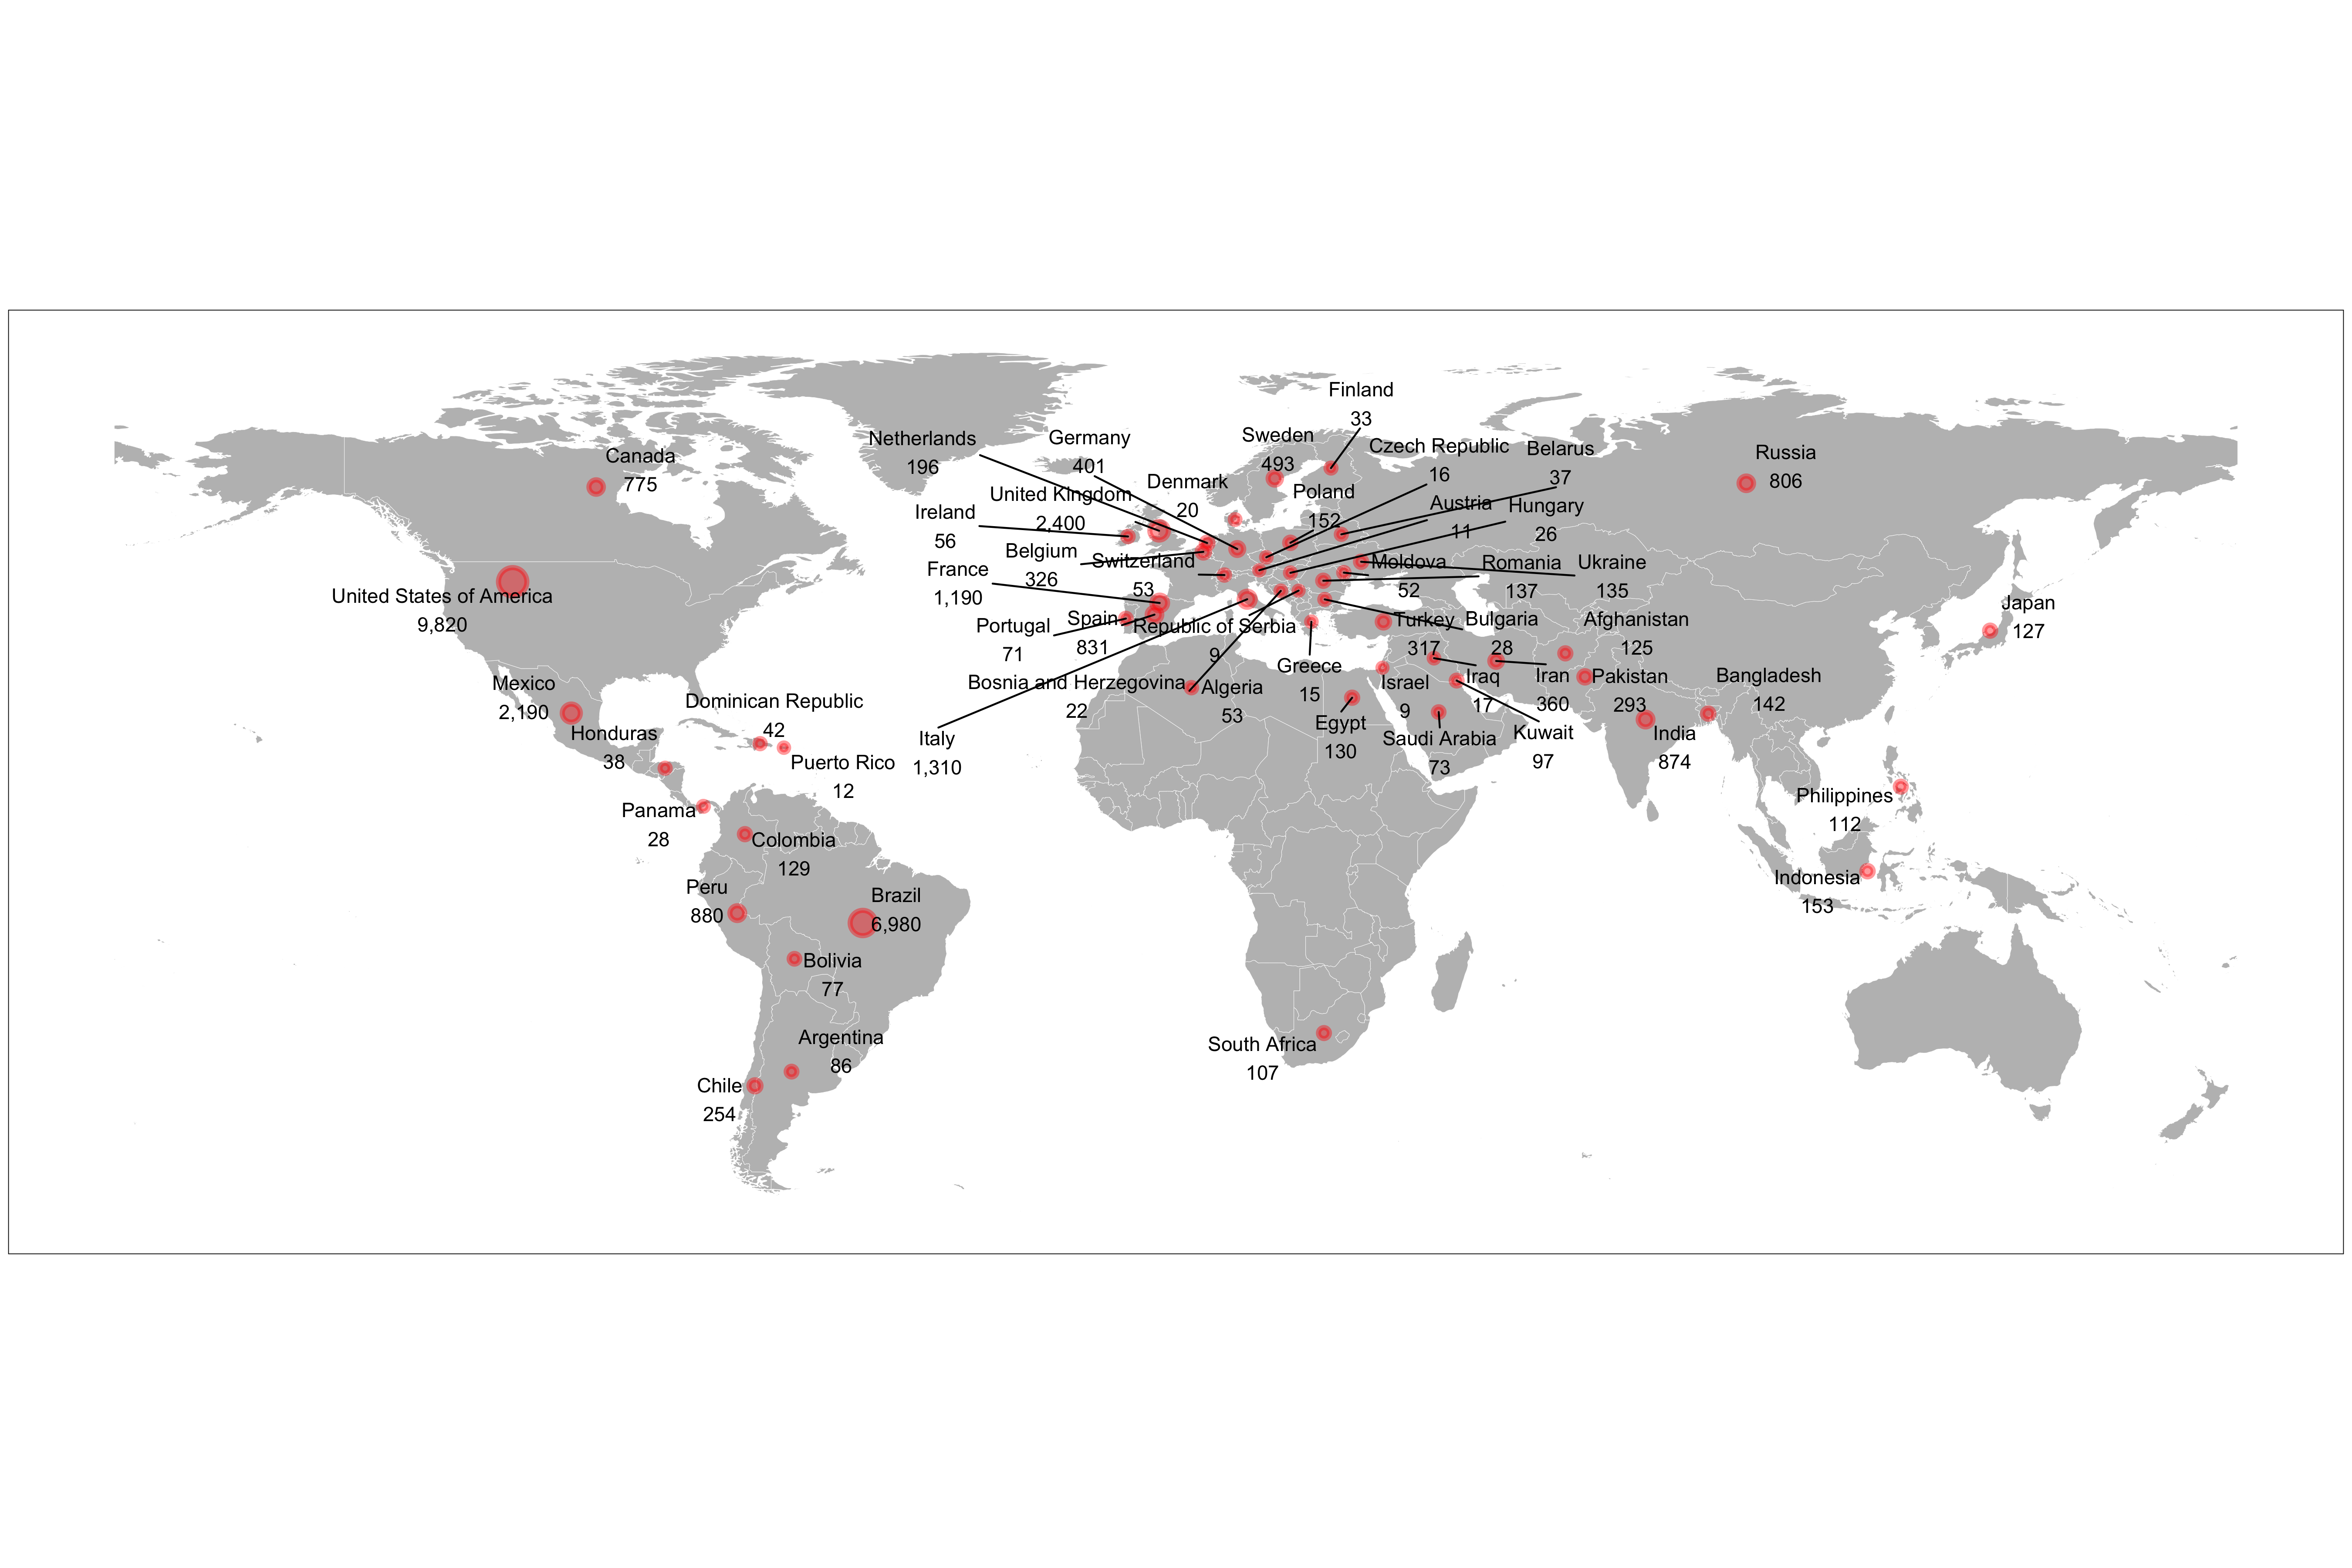 Finland
33
Netherlands
196
Germany
401
Sweden
493
Czech Republic
16
Belarus
37
Russia
806
Canada
775
Denmark
20
Poland
152
United Kingdom
2,400
Austria
11
Hungary
26
Ireland
56
Belgium
326
Switzerland
53
Moldova
52
Romania
137
Ukraine
135
France
1,190
United States of America
9,820
Japan
127
Portugal
71
Spain
831
Republic of Serbia
9
Turkey
317
Bulgaria
28
Afghanistan
125
Greece
15
Mexico
2,190
Bosnia and Herzegovina
22
Algeria
53
Israel
9
Iraq
17
Iran
360
Pakistan
293
Bangladesh
142
Dominican Republic
42
Egypt
130
Saudi Arabia
73
Kuwait
97
India
874
Honduras
38
Italy
1,310
Puerto Rico
12
Philippines
112
Panama
28
Colombia
129
Indonesia
153
Peru
880
Brazil
6,980
Bolivia
77
Argentina
86
South Africa
107
Chile
254